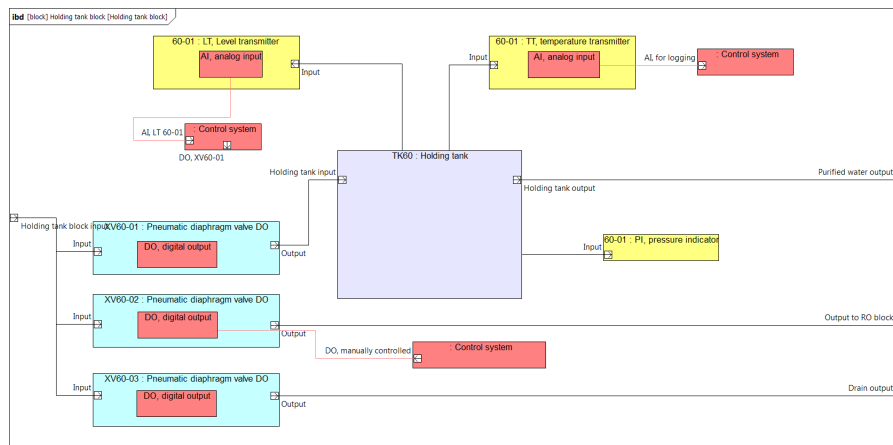 ibd [block] Holding tank block [Holding tank block]
60-01 : LT, Level transmitter
AI, analog input
Input
60-01 : TT, temperature transmitter
Input
AI, analog input
AI, for logging
: Control system
AI, LT 60-01
: Control system
DO, XV60-01
TK60 : Holding tank
Holding tank input
Holding tank output
Purified water output
Holding tank block input
XV60-01 : Pneumatic diaphragm valve DO
Input
DO, digital output
Output
60-01 : PI, pressure indicator
Input
XV60-02 : Pneumatic diaphragm valve DO
Input
DO, digital output
Output
Output to RO block
DO, manually controlled
: Control system
XV60-03 : Pneumatic diaphragm valve DO
Input
DO, digital output
Output
Drain output